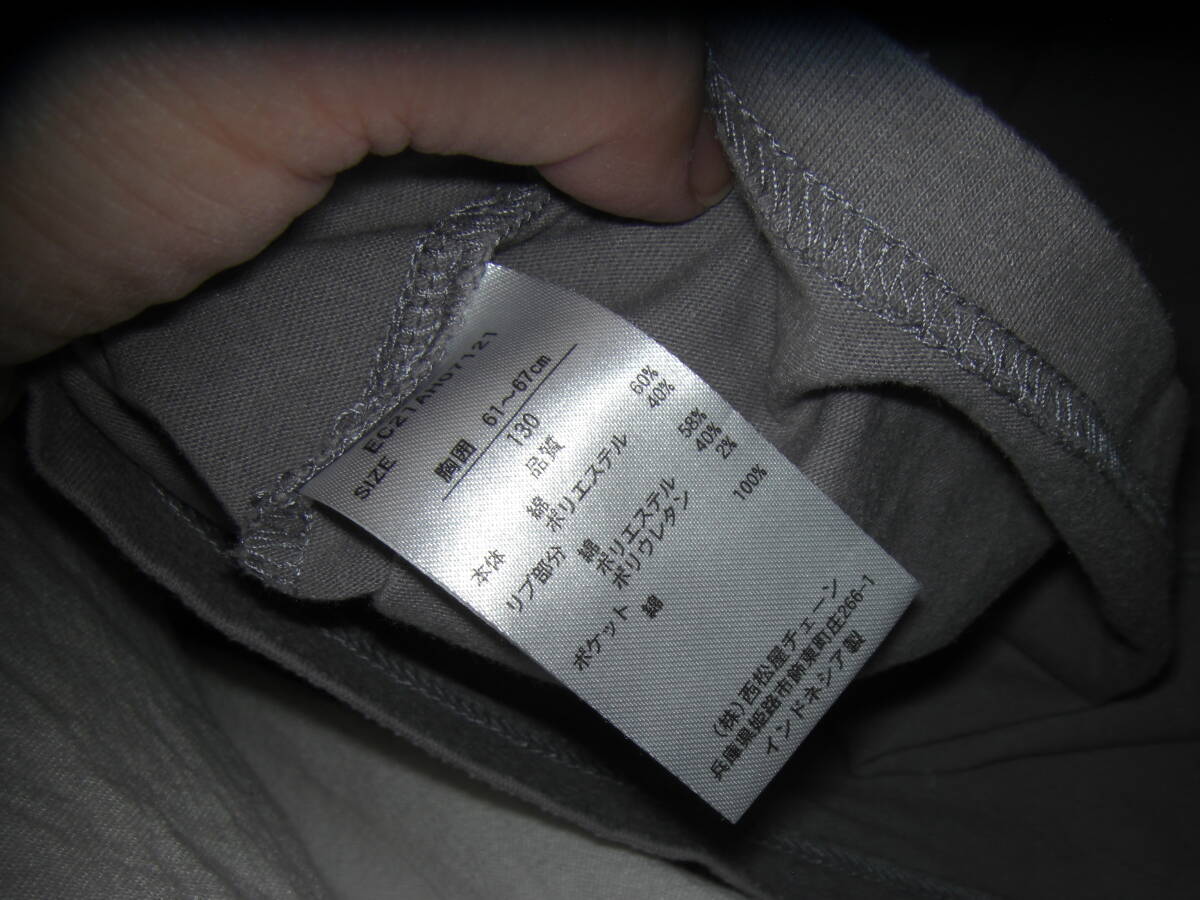 EC21AH07121
SIZE
胸囲 61～67cm
130
品質
本体 綿 60%
ポリエステル 40%
リブ部分 綿 58%
ポリエステル 40%
ポリウレタン 2%
ポケット 綿 100%
(株)西松屋チェーン
兵庫県姫路市飾東町庄266-1
インドネシア製